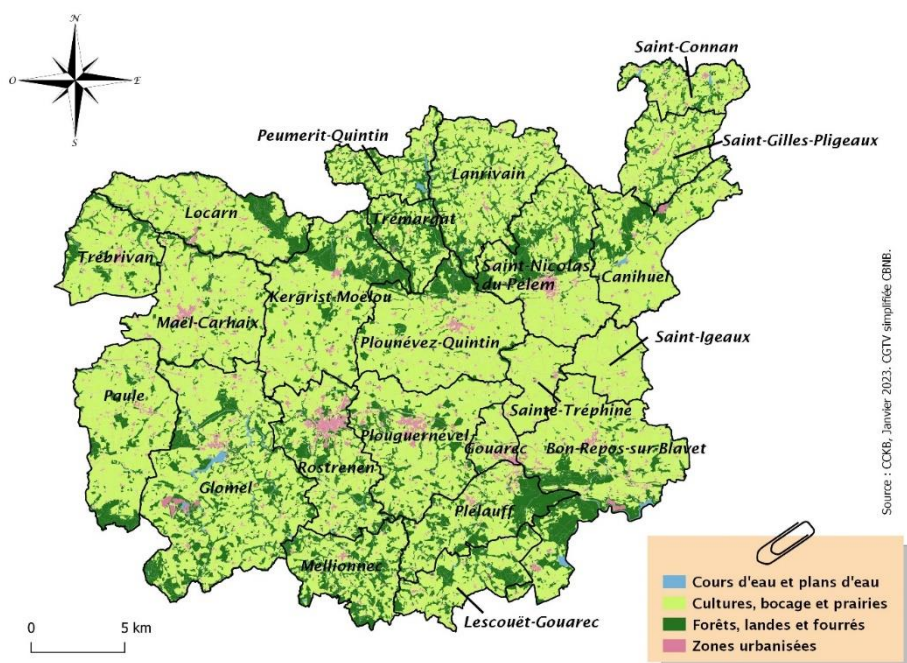 N
O
E
S
Saint-Connan
Peumerit-Quintin
Saint-Gilles-Pligeaux
Lanrivain
Locarn
Trémargat
Trébrivan
Saint-Nicolas
du Pélem
Canihuel
Kergrist-Moëlou
Maël-Carhaix
Plounévez-Quintin
Saint-Igeaux
Paule
Sainte-Tréphine
Plouguernével
Gouarec
Bon-Repos-sur-Blavet
Rostrenen
Glomel
Plélauff
Mellionnec
Lescouët-Gouarec
0 5 km
Cours d'eau et plans d'eau
Cultures, bocage et prairies
Forêts, landes et fourrés
Zones urbanisées
Source : CCKB, Janvier 2023. CGTV simplifiée CBNB.